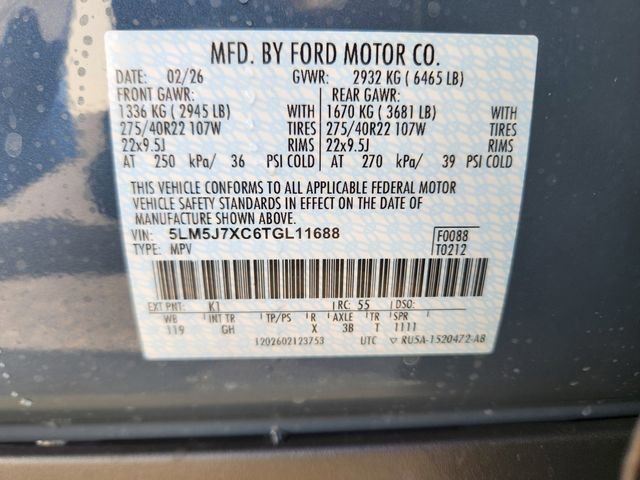 MFD. BY FORD MOTOR CO.
DATE: 02/26 GVWR: 2932 KG ( 6465 LB)
FRONT GAWR: REAR GAWR:
1336 KG ( 2945 LB) WITH 1670 KG ( 3681 LB) WITH
275/40R22 107W TIRES 275/40R22 107W TIRES
22x9.5J RIMS 22x9.5J RIMS
AT 250 kPa/ 36 PSI COLD AT 270 kPa/ 39 PSI COLD
THIS VEHICLE CONFORMS TO ALL APPLICABLE FEDERAL MOTOR
VEHICLE SAFETY STANDARDS IN EFFECT ON THE DATE OF
MANUFACTURE SHOWN ABOVE.
VIN: 5LM5J7XC6TGL11688 F0088
TYPE: MPV T0212
EXT PNT: K1 RC: 55 DSO:
WB INT TR TP/PS R AXLE TR SPR
119 GH X 3B T 1111
1202602123753 UTC ▽ RU5A-1520472-AB